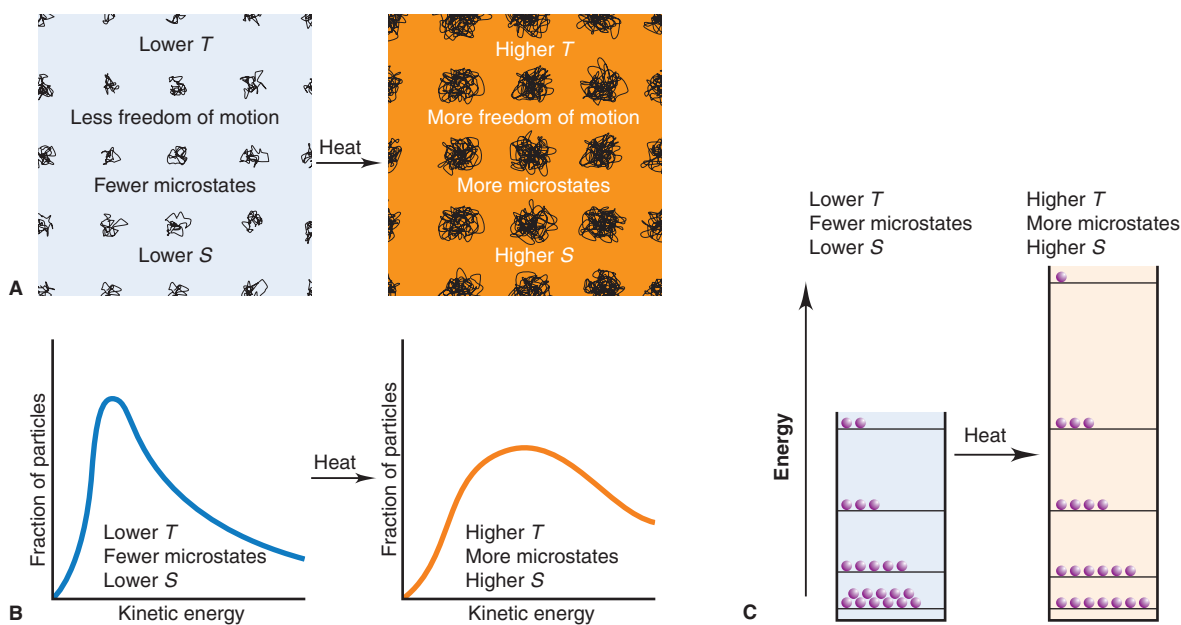 Lower T
Less freedom of motion
Fewer microstates
Lower S
Heat
Higher T
More freedom of motion
More microstates
Higher S
A
Fraction of particles
Lower T
Fewer microstates
Lower S
Kinetic energy
Heat
Fraction of particles
Higher T
More microstates
Higher S
Kinetic energy
B
Lower T
Fewer microstates
Lower S
Higher T
More microstates
Higher S
Energy
Heat
C